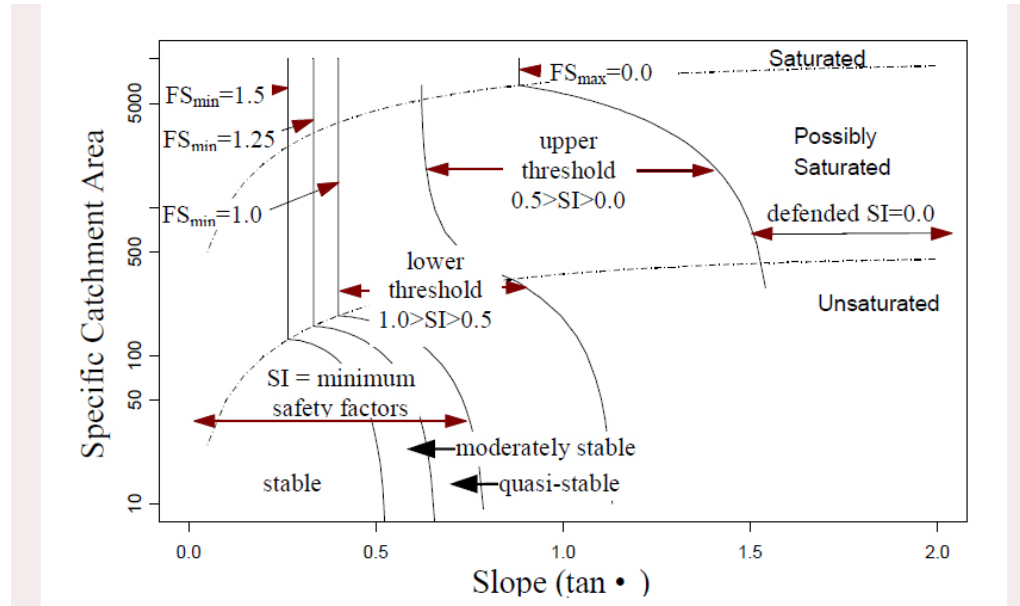 Saturated
FSmax=0.0
FSmin=1.5
FSmin=1.25
FSmin=1.0
upper
threshold
0.5>SI>0.0
Possibly
Saturated
defended SI=0.0
lower
threshold
1.0>SI>0.5
Unsaturated
SI = minimum
safety factors
moderately stable
quasi-stable
stable
Specific Catchment Area
5000
500
100
50
10
0.0 0.5 1.0 1.5 2.0
Slope (tan • )